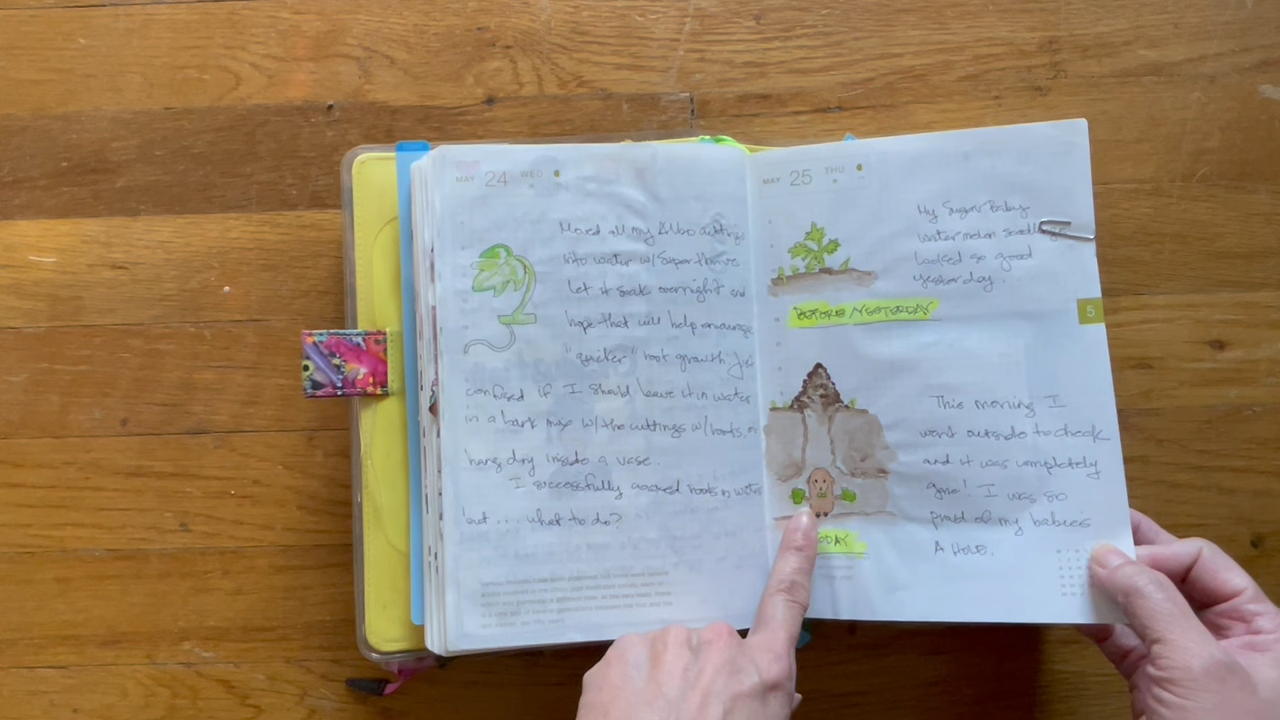 MAY 24 WED
Moved all my Albo cuttings
into water w/ Superthrive
let it soak overnight and
hope that will help encourage
"quicker" root growth. Just
confused if I should leave it in water
in a bark mix w/ the cuttings w/ roots, or
hang dry inside a vase.
I successfully rooted roots in water
but ... what to do?
MAY 25 THU
My Sugar Baby
watermelon seedlings
looked so good
yesterday.
BEFORE/YESTERDAY
5
This morning I
went outside to check
and it was completely
gone! I was so
proud of my babies
A HOLE.
TODAY